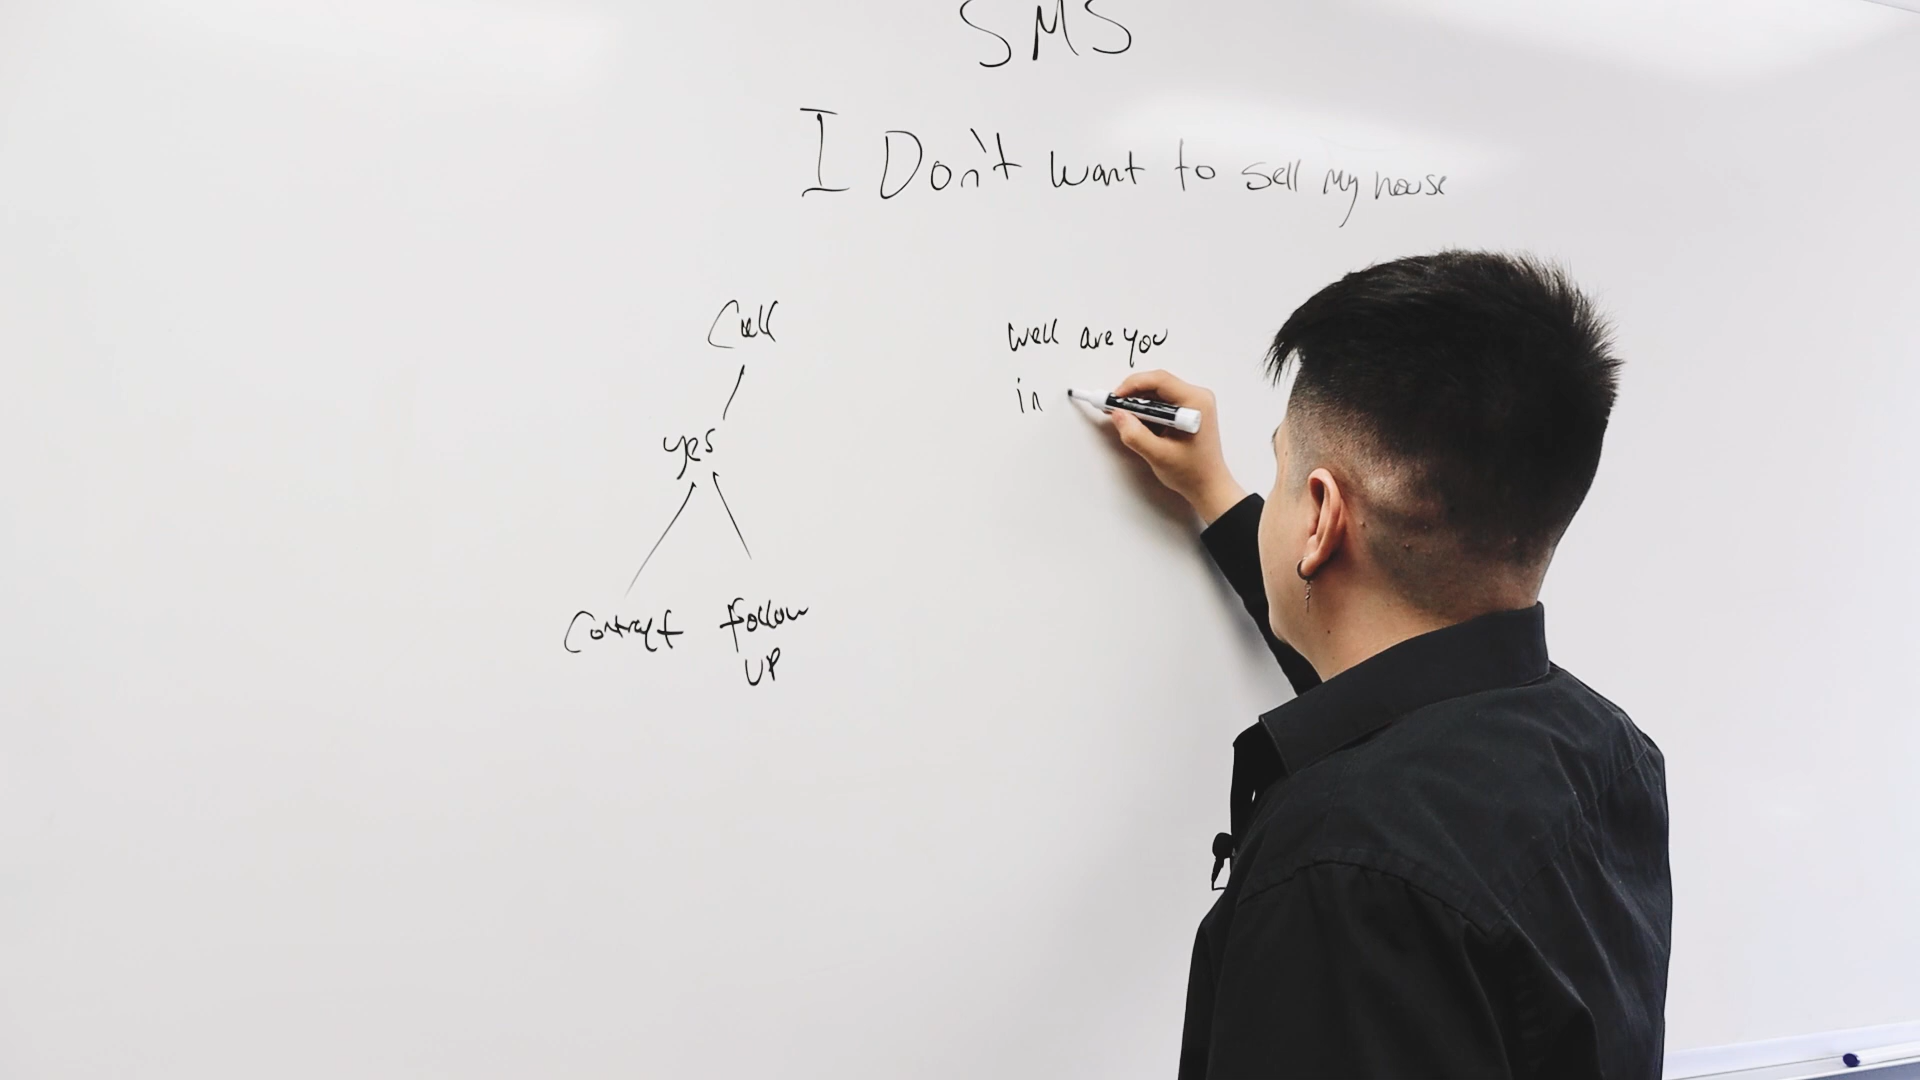 SMS
I Don't want to sell my house
Call
yes
Contract follow
UP
Well are you
in